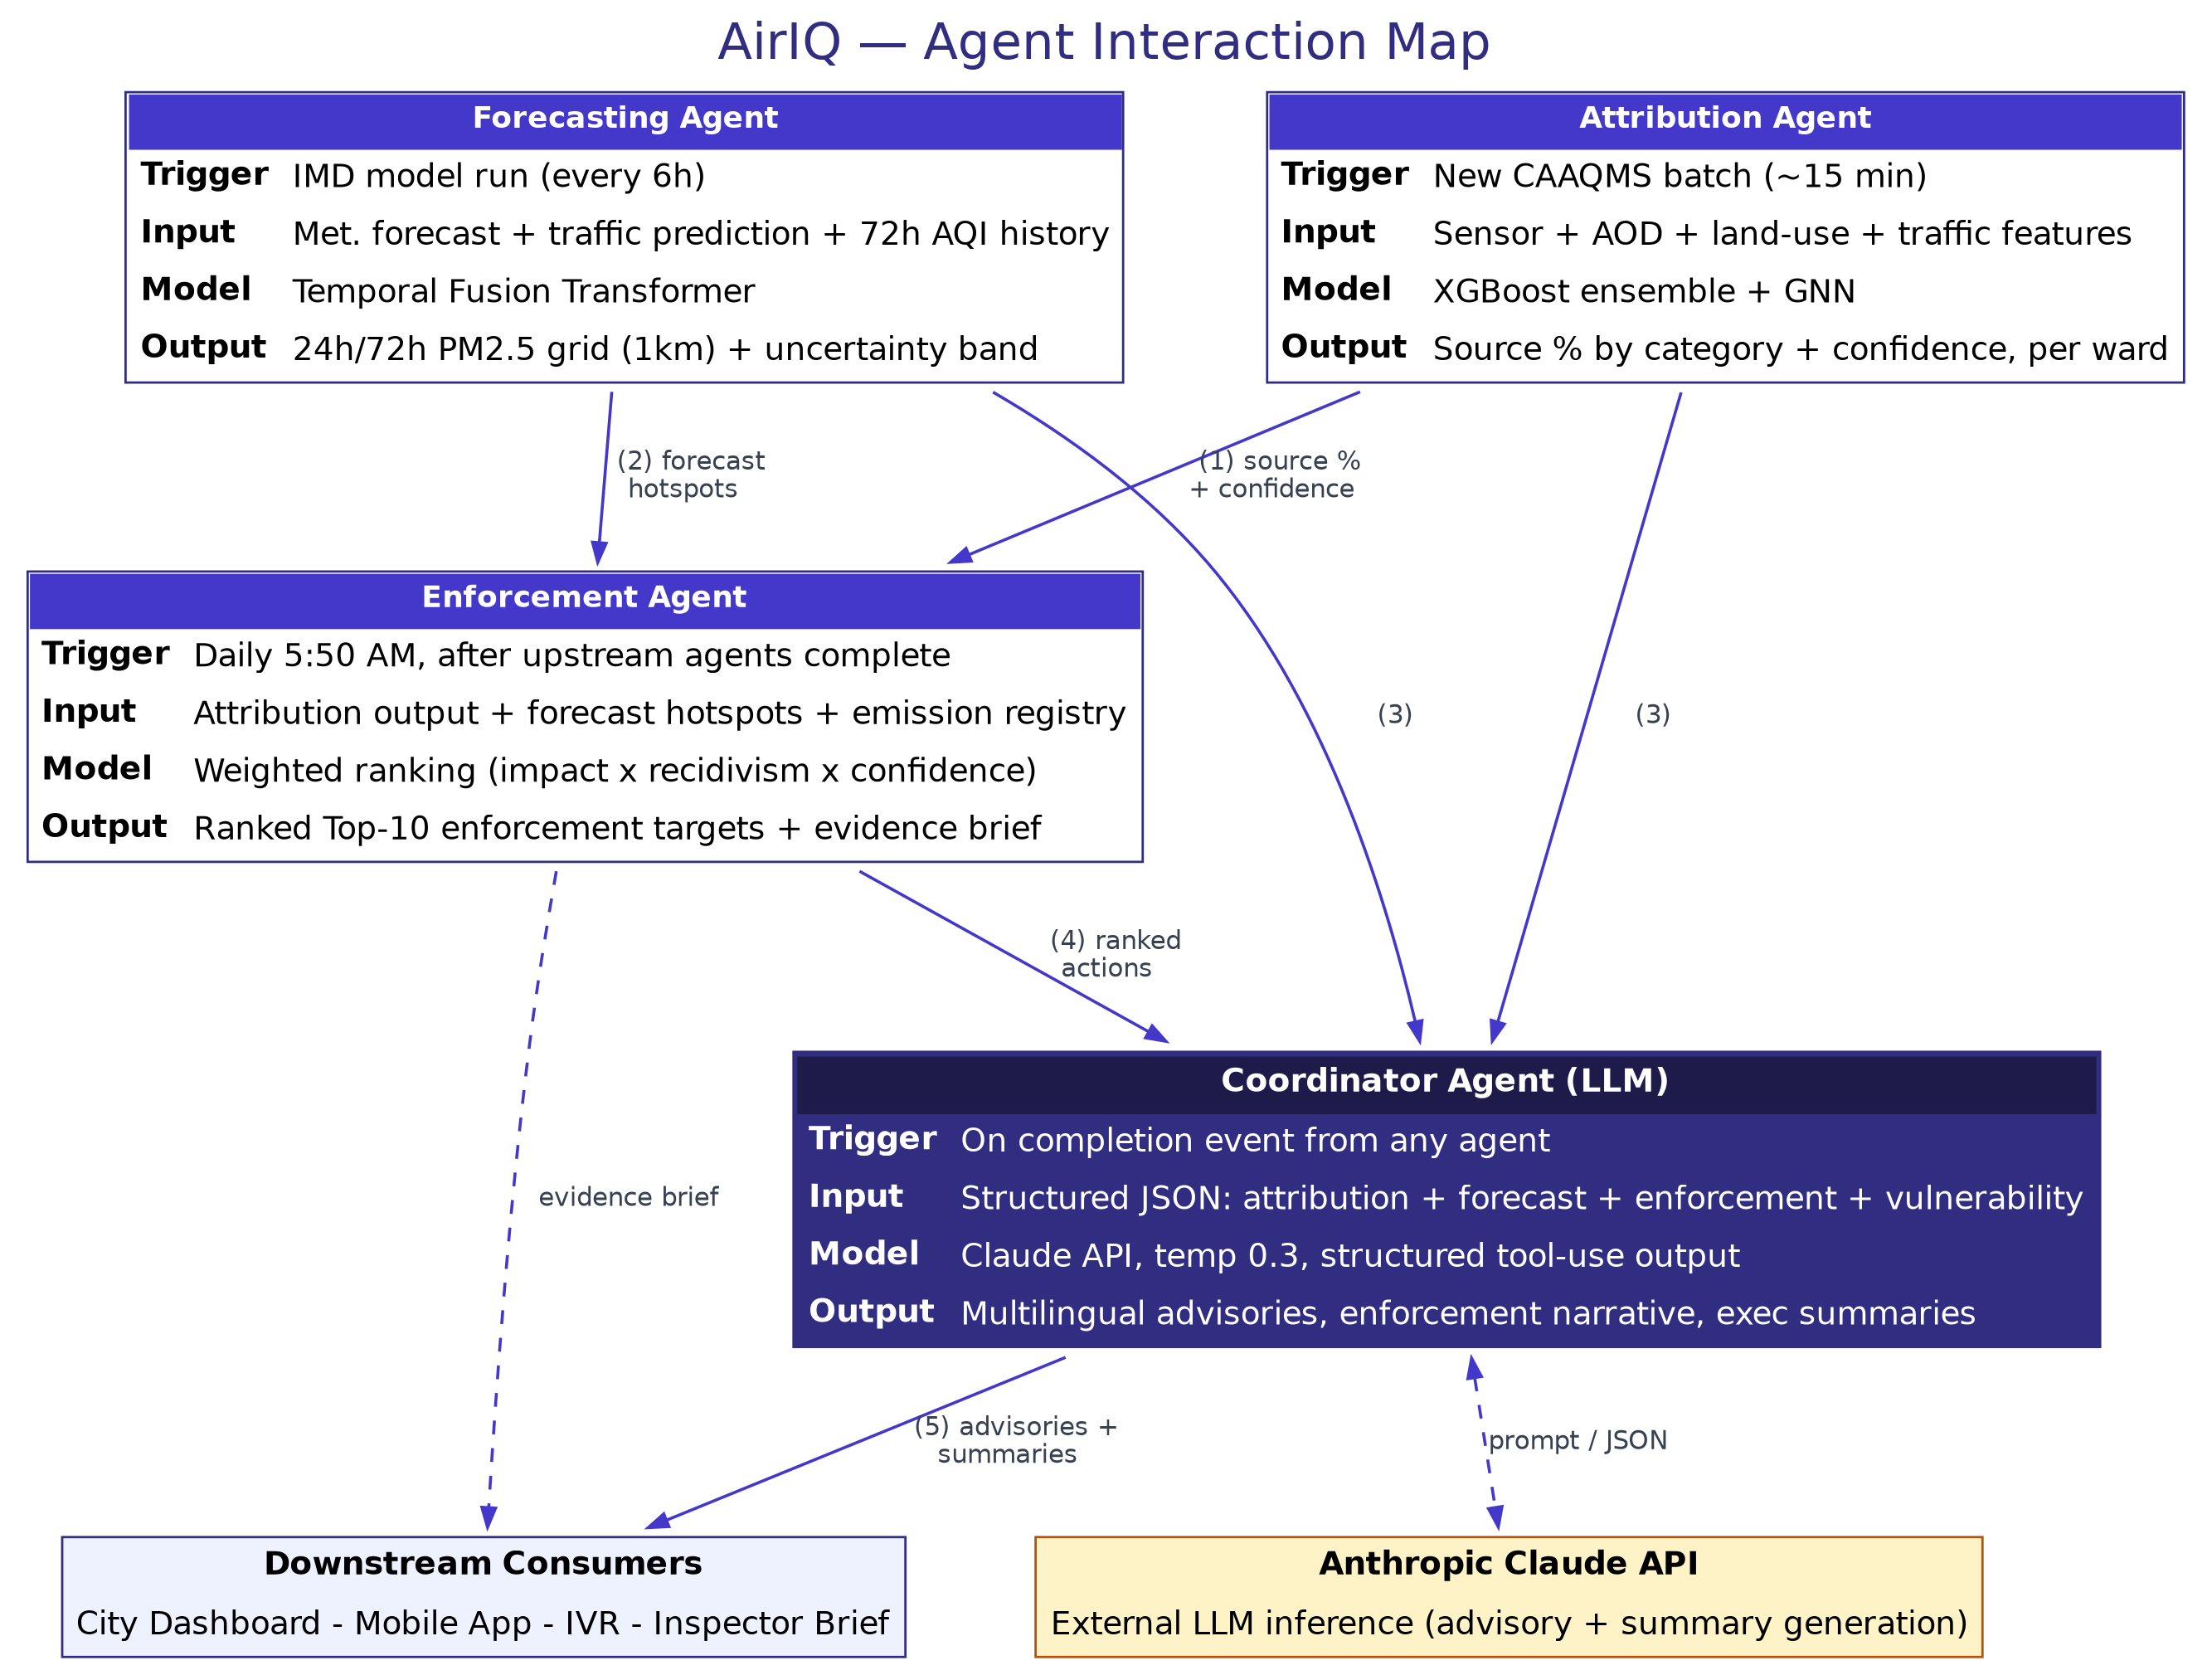 AirIQ — Agent Interaction Map
Forecasting Agent
Trigger IMD model run (every 6h)
Input Met. forecast + traffic prediction + 72h AQI history
Model Temporal Fusion Transformer
Output 24h/72h PM2.5 grid (1km) + uncertainty band
Attribution Agent
Trigger New CAAQMS batch (~15 min)
Input Sensor + AOD + land-use + traffic features
Model XGBoost ensemble + GNN
Output Source % by category + confidence, per ward
(2) forecast
hotspots
(1) source %
+ confidence
Enforcement Agent
Trigger Daily 5:50 AM, after upstream agents complete
Input Attribution output + forecast hotspots + emission registry
Model Weighted ranking (impact x recidivism x confidence)
Output Ranked Top-10 enforcement targets + evidence brief
(3)
(3)
(4) ranked
actions
Coordinator Agent (LLM)
Trigger On completion event from any agent
Input Structured JSON: attribution + forecast + enforcement + vulnerability
Model Claude API, temp 0.3, structured tool-use output
Output Multilingual advisories, enforcement narrative, exec summaries
evidence brief
(5) advisories +
summaries
prompt / JSON
Downstream Consumers
City Dashboard - Mobile App - IVR - Inspector Brief
Anthropic Claude API
External LLM inference (advisory + summary generation)